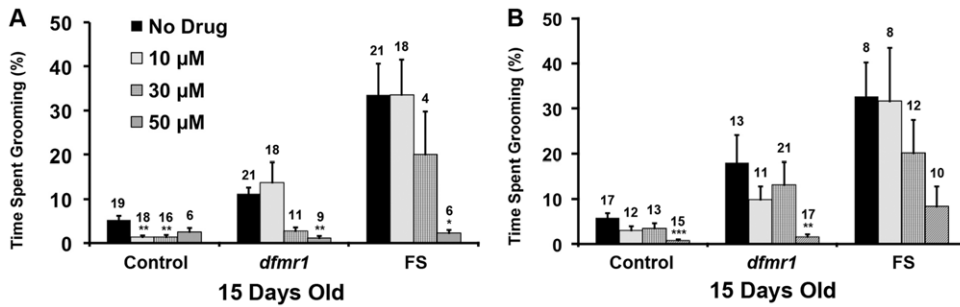 A
Time Spent Grooming (%)
50
40
30
20
10
0
No Drug
10 µM
30 µM
50 µM
19
18
**
16
**
6
21
18
11
9
**
21
18
4
6
*
Control
dfmr1
FS
15 Days Old
B
Time Spent Grooming (%)
50
40
30
20
10
0
17
12
13
15
***
13
11
21
17
**
8
8
12
10
Control
dfmr1
FS
15 Days Old